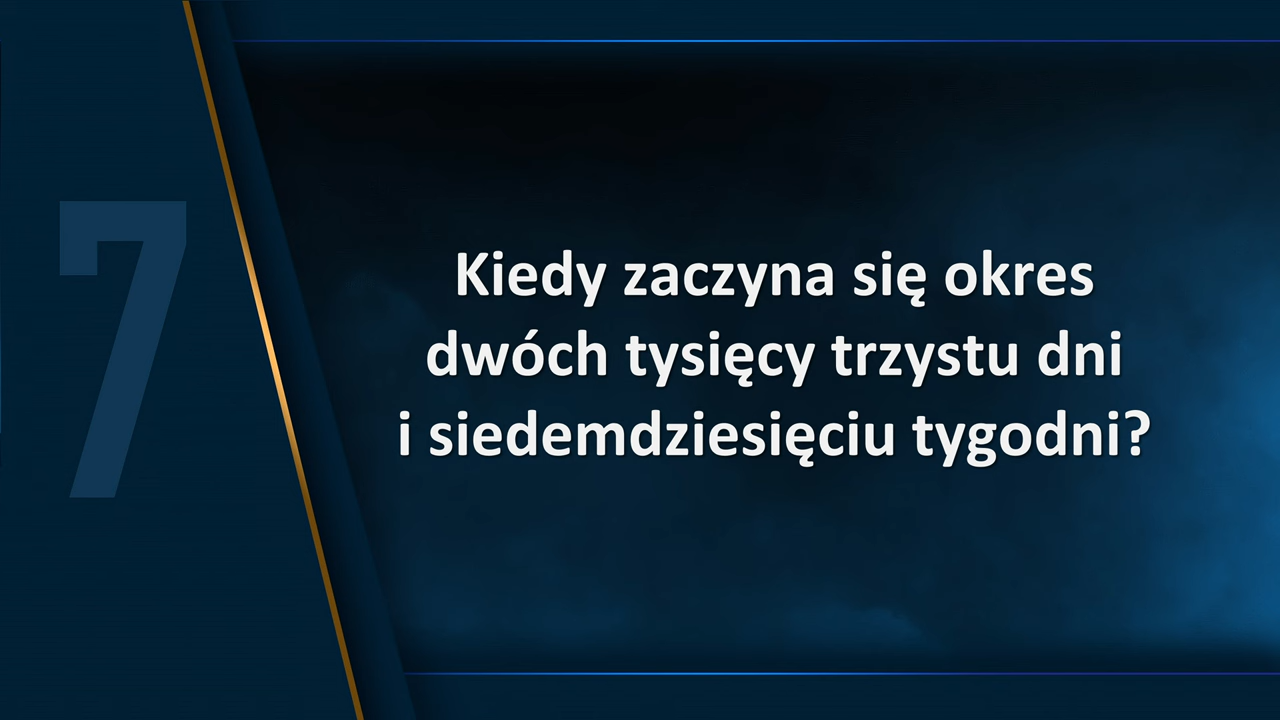 7
Kiedy zaczyna się okres
dwóch tysięcy trzystu dni
i siedemdziesięciu tygodni?